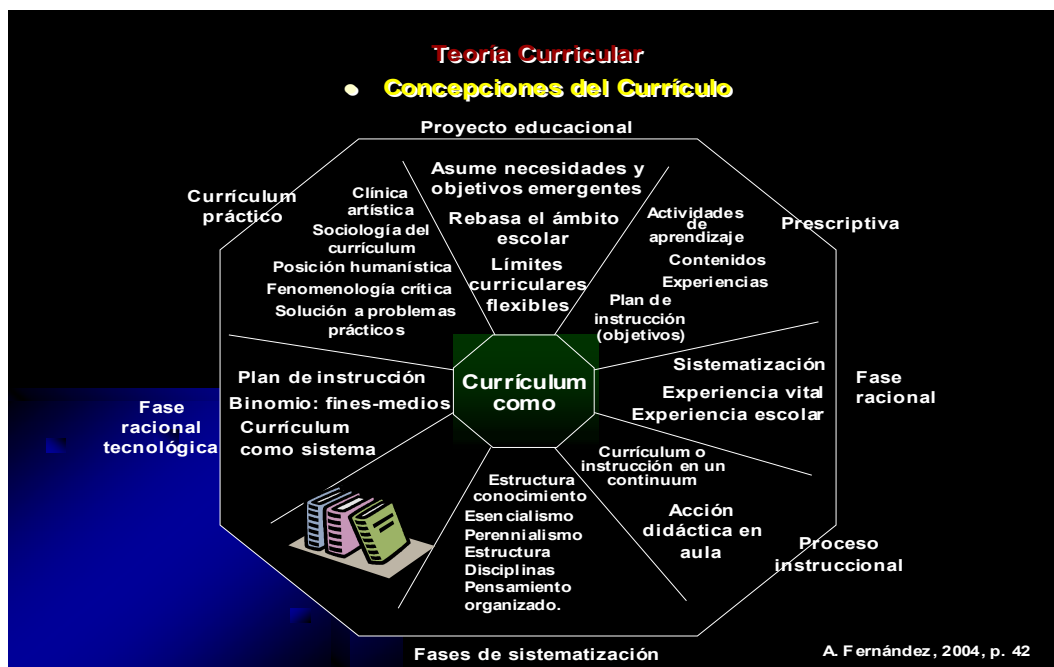 Teoría Curricular
• Concepciones del Currículo
Proyecto educacional
Asume necesidades y
objetivos emergentes
Rebasa el ámbito
escolar
Límites
curriculares
flexibles
Currículum
práctico
Clínica
artística
Sociología del
currículum
Posición humanística
Fenomenología crítica
Solución a problemas
prácticos
Prescriptiva
Actividades
de
aprendizaje
Contenidos
Experiencias
Plan de
instrucción
(objetivos)
Currículum
como
Fase
racional
Sistematización
Experiencia vital
Experiencia escolar
Fase
racional
tecnológica
Plan de instrucción
Binomio: fines-medios
Currículum
como sistema
Currículum o
instrucción en un
continuum
Acción
didáctica en
aula
Proceso
instruccional
Estructura
conocimiento
Esencialismo
Perennialismo
Estructura
Disciplinas
Pensamiento
organizado.
Fases de sistematización
A. Fernández, 2004, p. 42